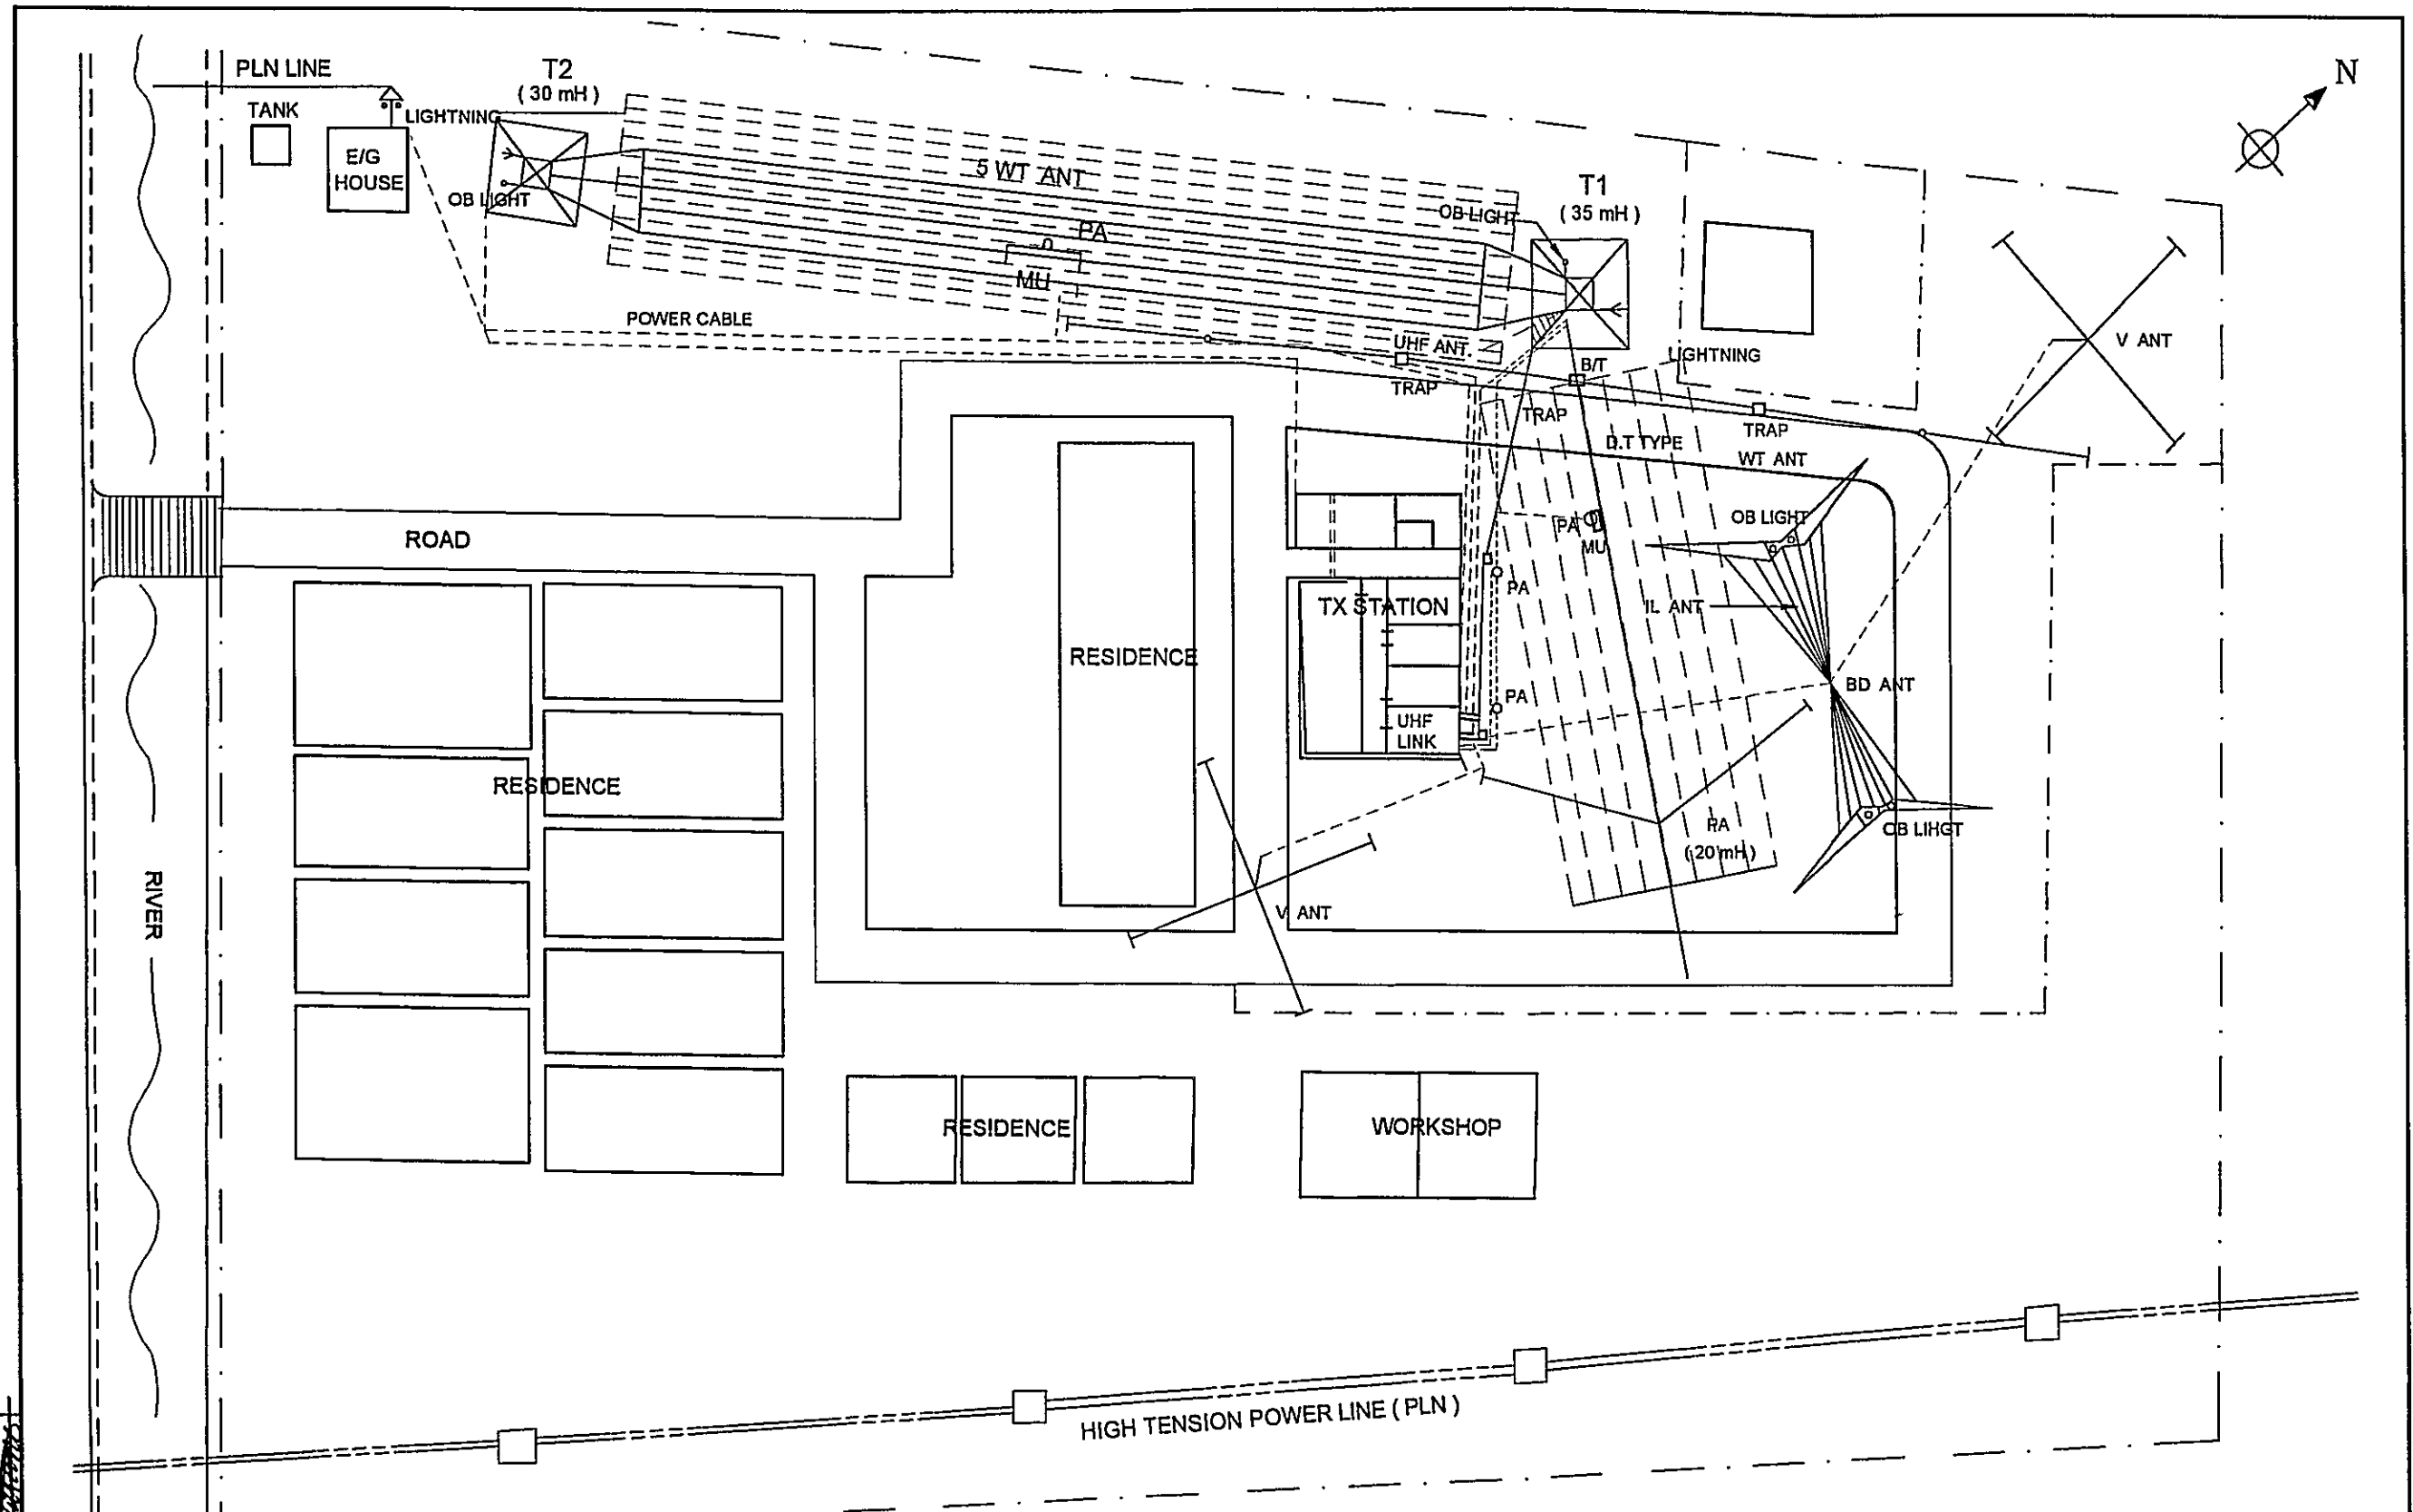 N
PLN LINE
T2
( 30 mH )
TANK
LIGHTNING
E/G
HOUSE
OB LIGHT
5 WT ANT
PA
MU
T1
( 35 mH )
OB LIGHT
POWER CABLE
UHF ANT.
TRAP
B/T
LIGHTNING
TRAP
TRAP
V ANT
D.T TYPE
WT ANT
ROAD
OB LIGHT
PA
MU
PA
TX STATION
IL ANT
RESIDENCE
BD ANT
PA
UHF
LINK
RESIDENCE
PA
( 20 mH )
OB LIHGT
RIVER
V ANT
RESIDENCE
WORKSHOP
HIGH TENSION POWER LINE ( PLN )